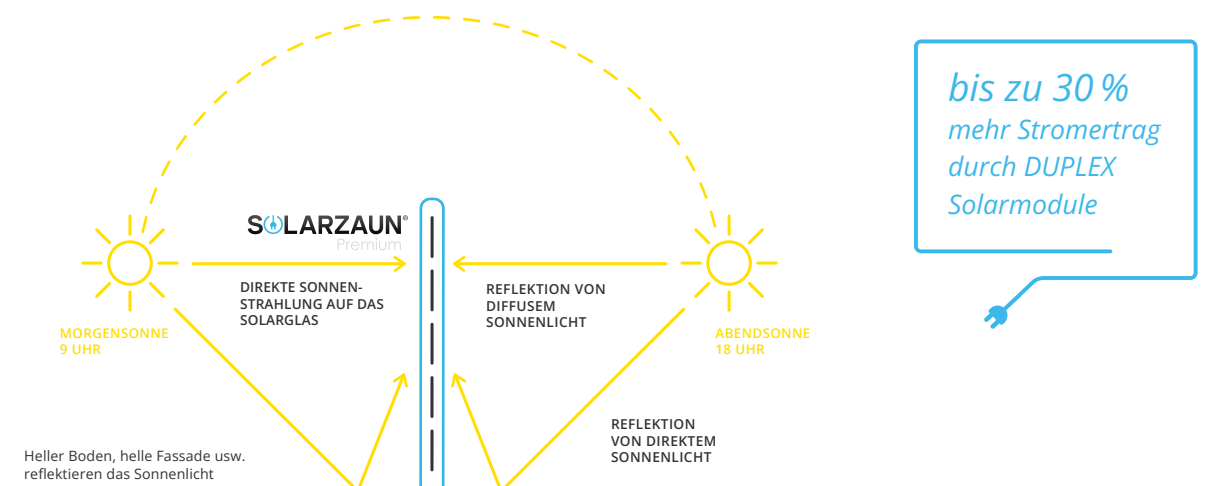 bis zu 30 %
mehr Stromertrag
durch DUPLEX
Solarmodule
SOLARZAUN®
Premium
DIREKTE SONNEN-
STRAHLUNG AUF DAS
SOLARGLAS
REFLEKTION VON
DIFFUSEM
SONNENLICHT
MORGENSONNE
9 UHR
ABENDSONNE
18 UHR
REFLEKTION
VON DIREKTEM
SONNENLICHT
Heller Boden, helle Fassade usw.
reflektieren das Sonnenlicht